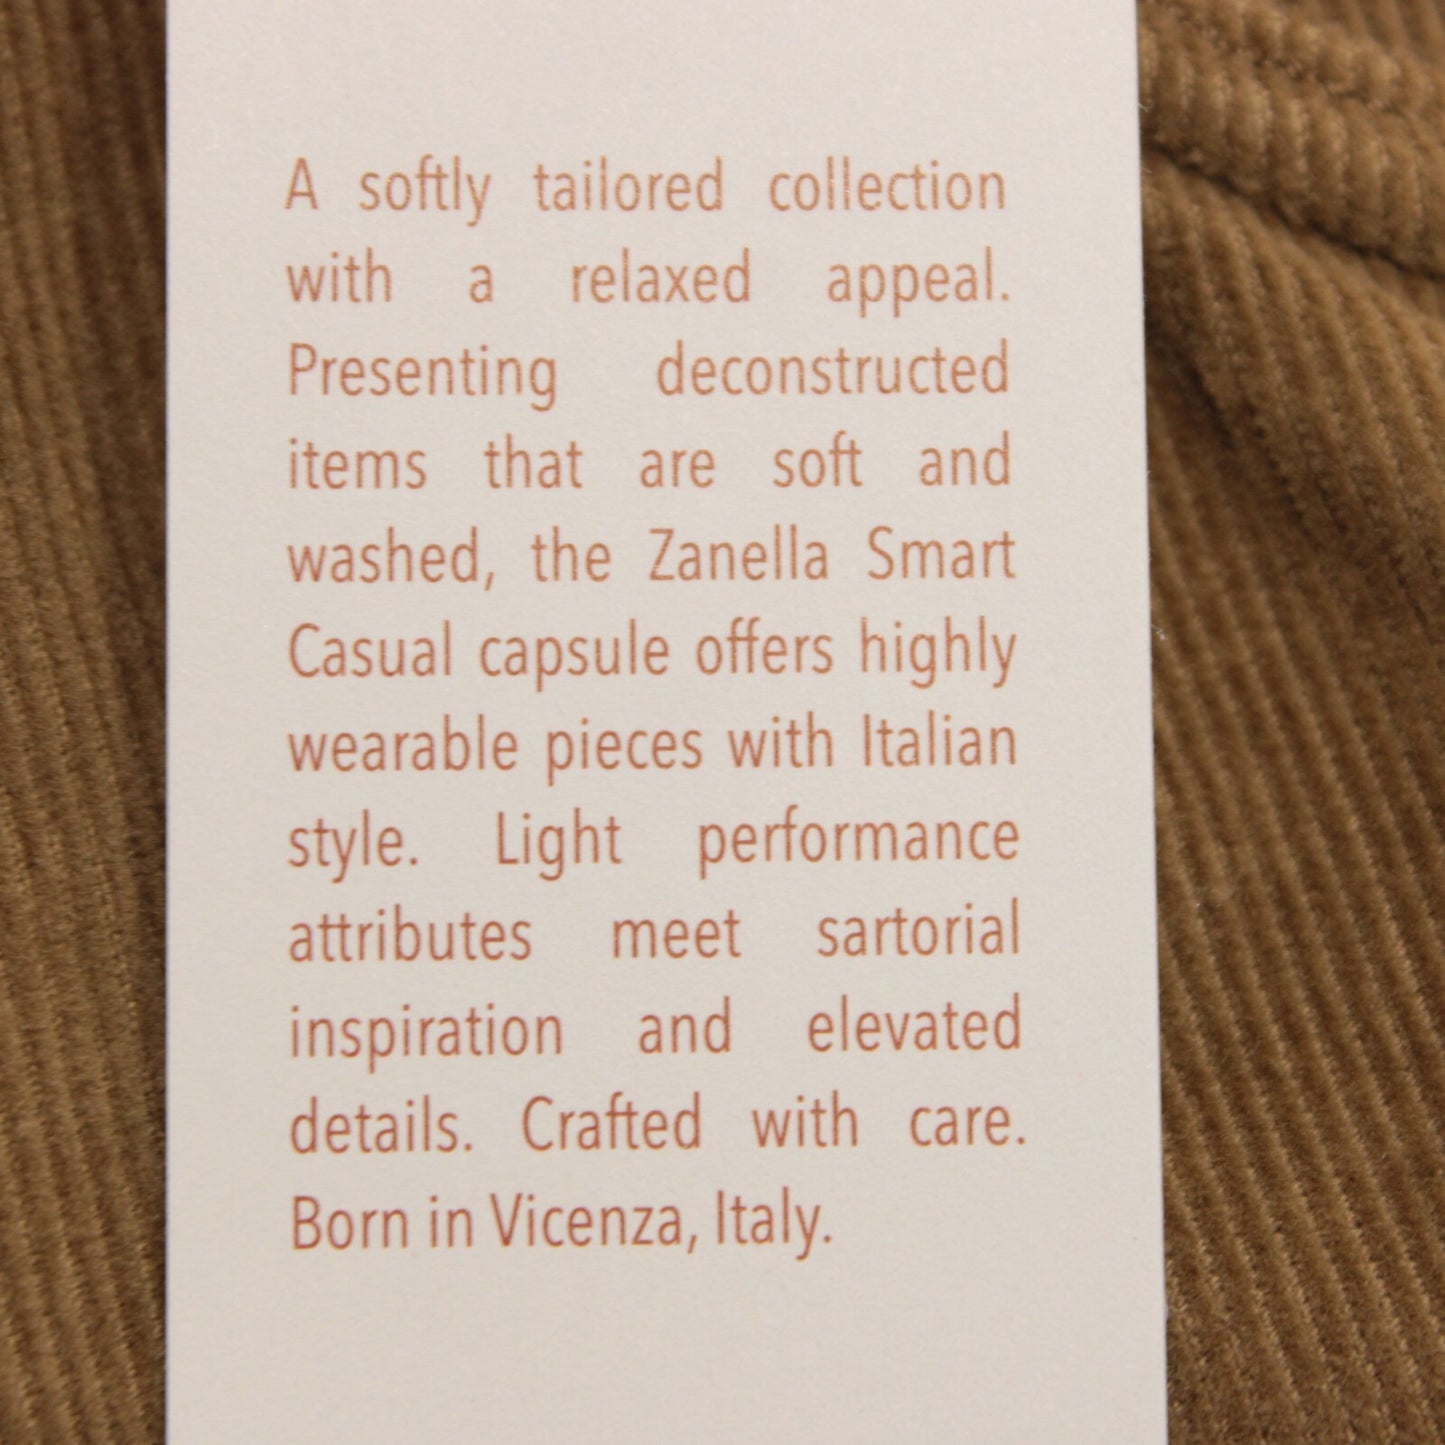 A softly tailored collection
with a relaxed appeal.
Presenting deconstructed
items that are soft and
washed, the Zanella Smart
Casual capsule offers highly
wearable pieces with Italian
style. Light performance
attributes meet sartorial
inspiration and elevated
details. Crafted with care.
Born in Vicenza, Italy.